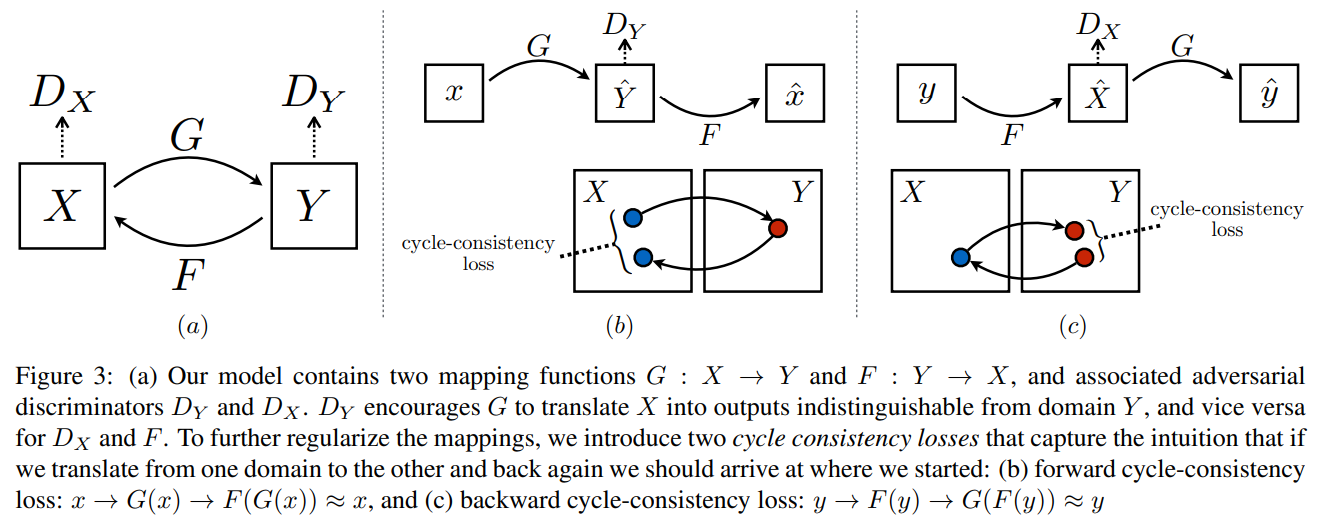 D_X
D_Y
G
X
Y
F
(a)
D_Y
G
x
Ŷ
x̂
F
X
Y
cycle-consistency
loss
(b)
D_X
G
y
X̂
ŷ
F
X
Y
cycle-consistency
loss
(c)
Figure 3: (a) Our model contains two mapping functions G : X → Y and F : Y → X, and associated adversarial
discriminators D_Y and D_X. D_Y encourages G to translate X into outputs indistinguishable from domain Y, and vice versa
for D_X and F. To further regularize the mappings, we introduce two cycle consistency losses that capture the intuition that if
we translate from one domain to the other and back again we should arrive at where we started: (b) forward cycle-consistency
loss: x → G(x) → F(G(x)) ≈ x, and (c) backward cycle-consistency loss: y → F(y) → G(F(y)) ≈ y